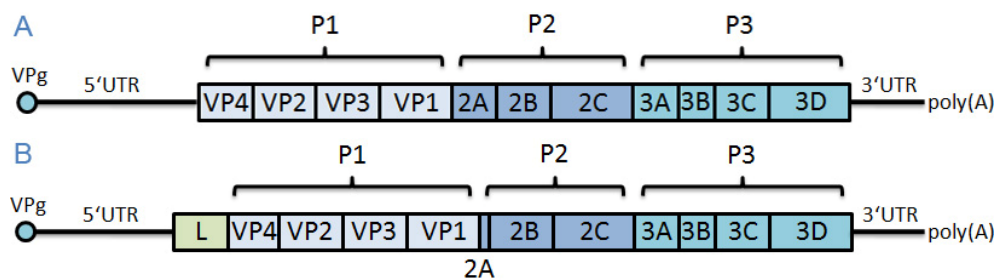 A
P1 P2 P3
VPg
5‘UTR 3‘UTR
VP4 VP2 VP3 VP1 2A 2B 2C 3A 3B 3C 3D poly(A)
B
P1 P2 P3
VPg
5‘UTR 3‘UTR
L VP4 VP2 VP3 VP1 2B 2C 3A 3B 3C 3D poly(A)
2A